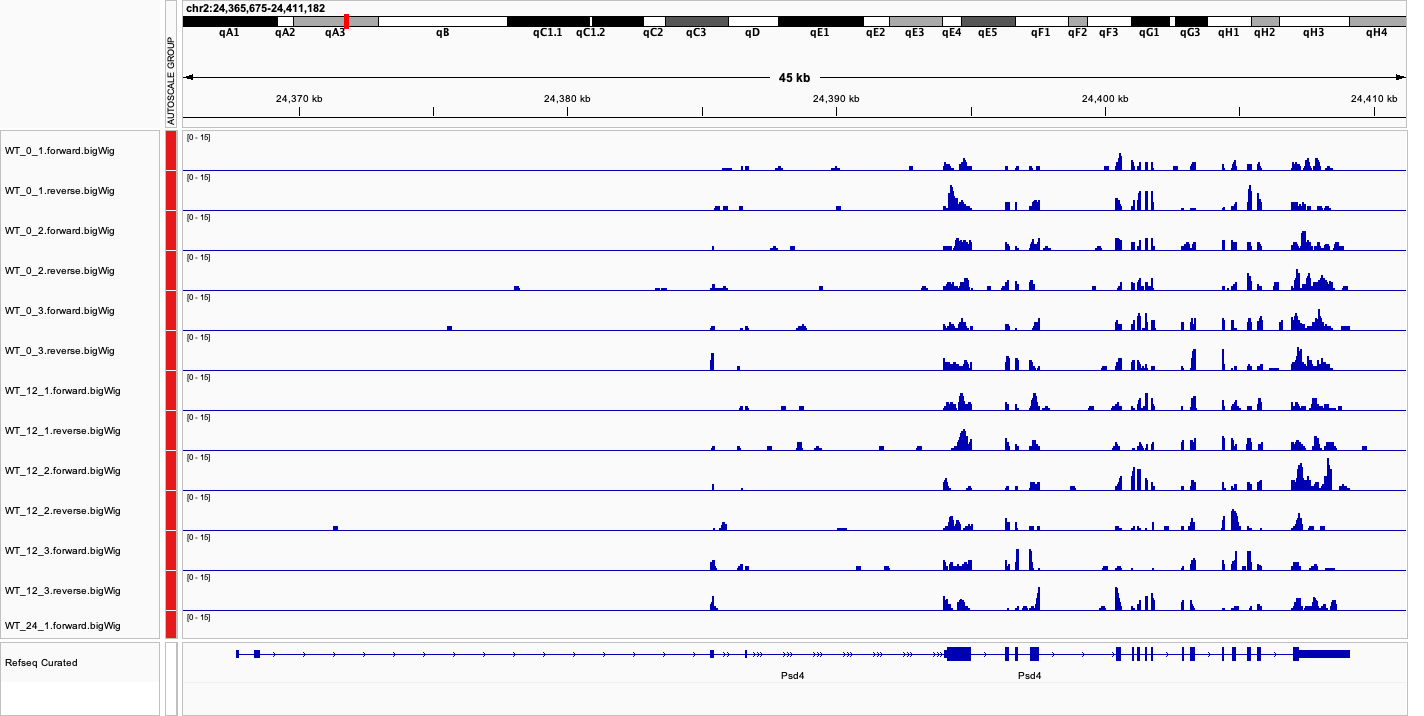 chr2:24,365,675-24,411,182
qA1 qA2 qA3 qB qC1.1 qC1.2 qC2 qC3 qD qE1 qE2 qE3 qE4 qE5 qF1 qF2 qF3 qG1 qG3 qH1 qH2 qH3 qH4
AUTOSCALE GROUP
45 kb
24,370 kb 24,380 kb 24,390 kb 24,400 kb 24,410 kb
[0 - 15]
WT_0_1.forward.bigWig
[0 - 15]
WT_0_1.reverse.bigWig
[0 - 15]
WT_0_2.forward.bigWig
[0 - 15]
WT_0_2.reverse.bigWig
[0 - 15]
WT_0_3.forward.bigWig
[0 - 15]
WT_0_3.reverse.bigWig
[0 - 15]
WT_12_1.forward.bigWig
[0 - 15]
WT_12_1.reverse.bigWig
[0 - 15]
WT_12_2.forward.bigWig
[0 - 15]
WT_12_2.reverse.bigWig
[0 - 15]
WT_12_3.forward.bigWig
[0 - 15]
WT_12_3.reverse.bigWig
[0 - 15]
WT_24_1.forward.bigWig
Refseq Curated
Psd4 Psd4